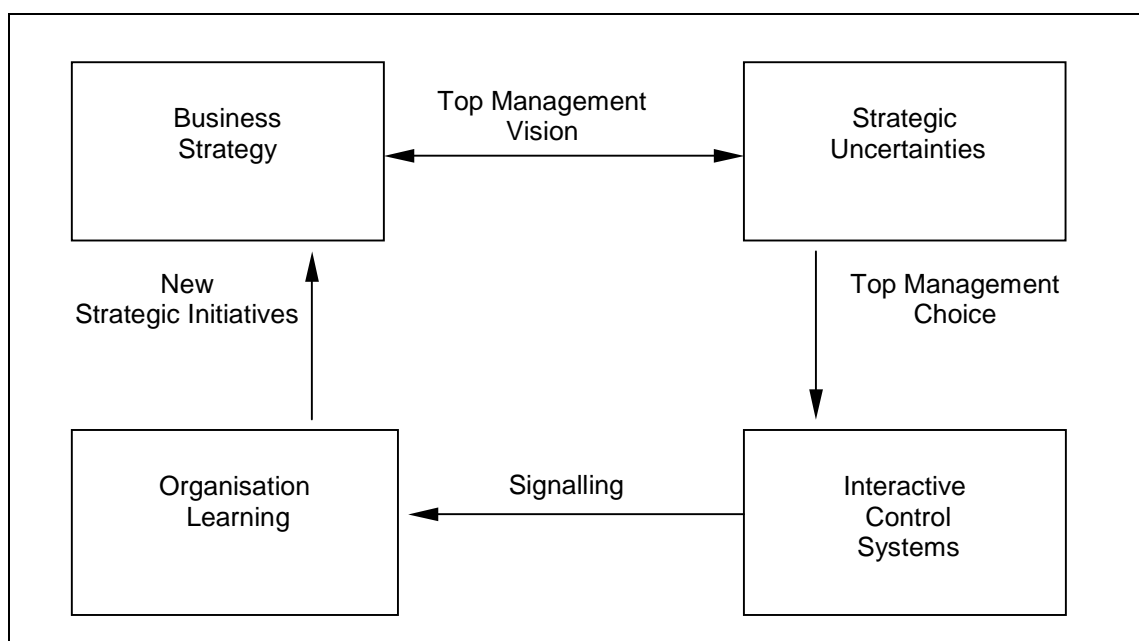 Business
Strategy
Top Management
Vision
Strategic
Uncertainties
New
Strategic Initiatives
Top Management
Choice
Organisation
Learning
Signalling
Interactive
Control
Systems